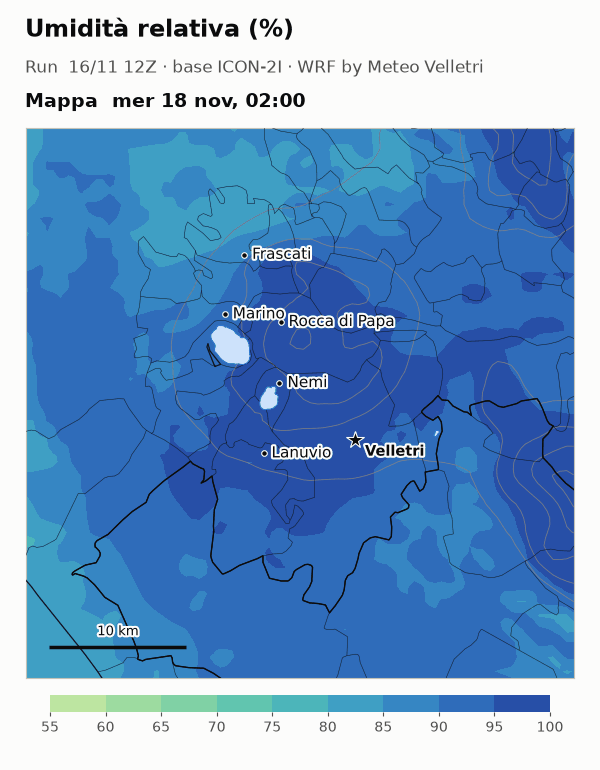 Umidità relativa (%)
Run  16/11 12Z · base ICON-2I · WRF by Meteo Velletri
Mappa  mer 18 nov, 02:00
Frascati
Marino
Rocca di Papa
Nemi
Velletri
Lanuvio
10 km
55 60 65 70 75 80 85 90 95 100